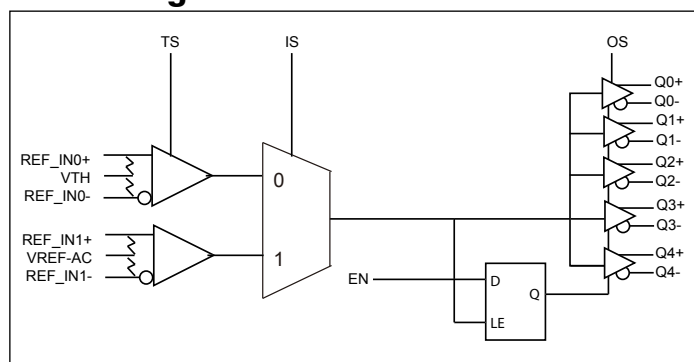 TS IS OS
Q0+
Q0-
Q1+
Q1-
REF_IN0+
VTH
REF_IN0-
0
Q2+
Q2-
Q3+
Q3-
REF_IN1+
VREF-AC
REF_IN1-
1
Q4+
Q4-
EN
D
Q
LE